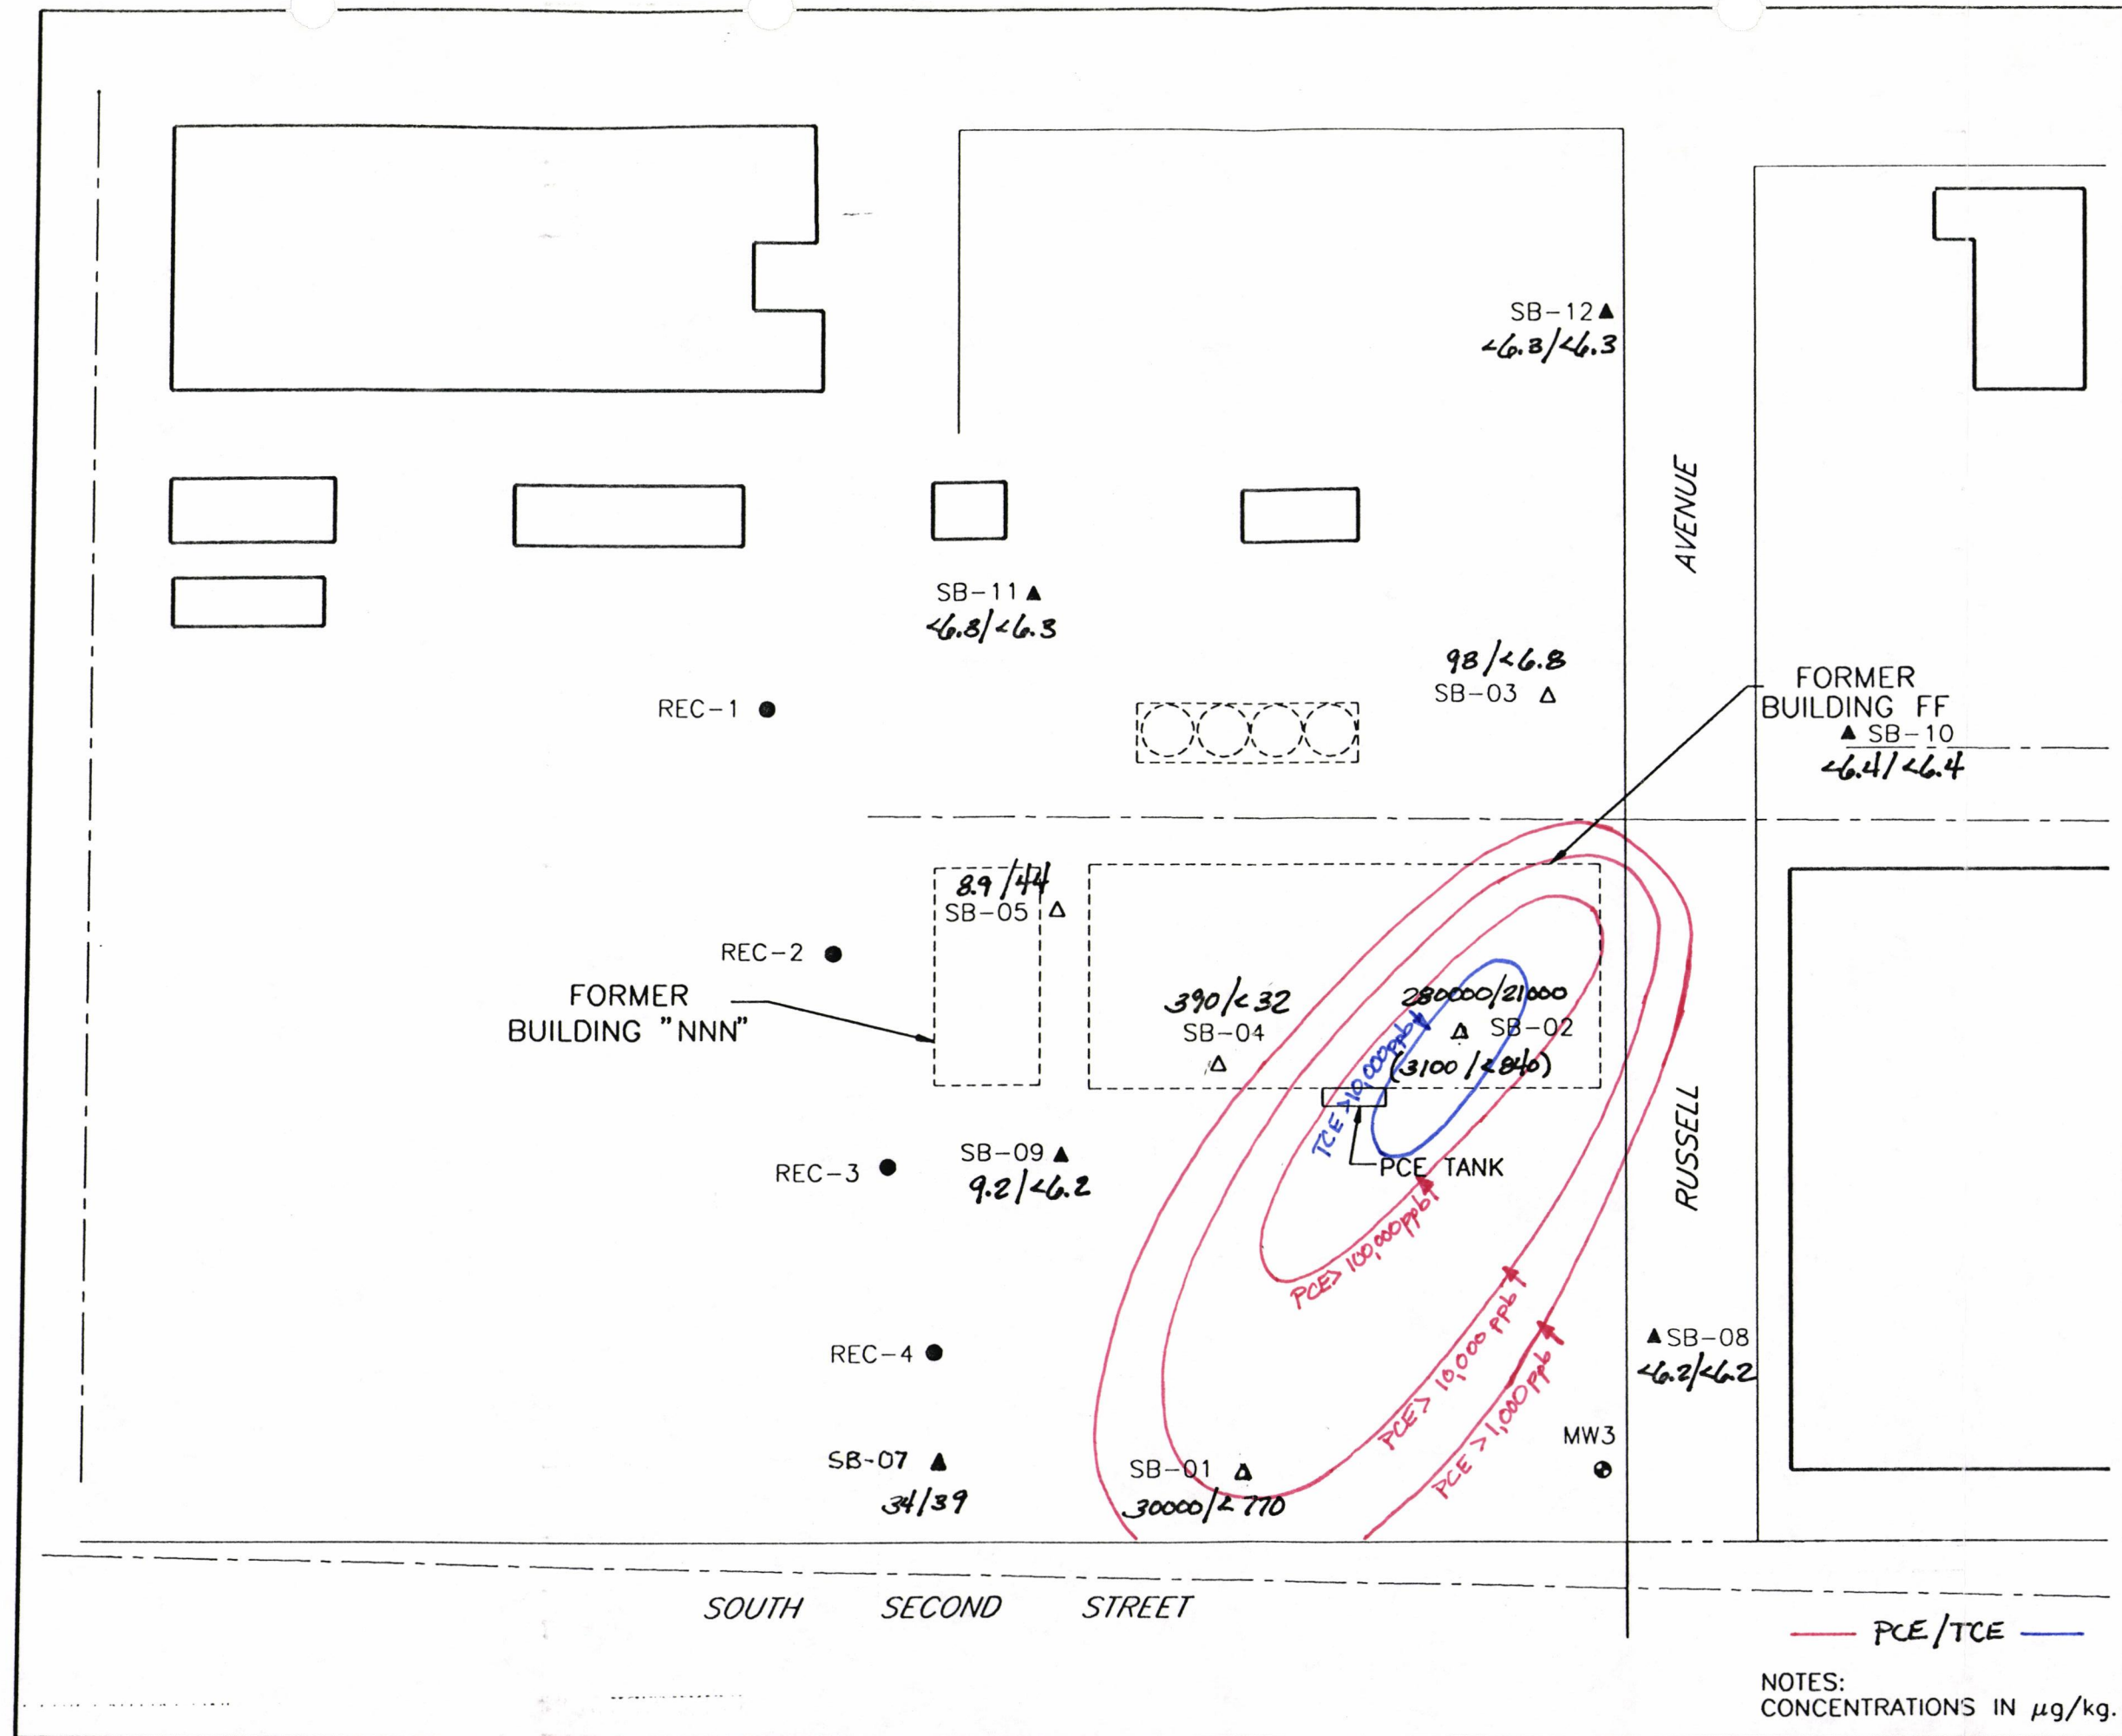 SB-12
<6.3/<6.3
AVENUE
SB-11
<6.3/<6.3
98/<6.8
SB-03
FORMER
BUILDING FF
SB-10
<6.4/<6.4
REC-1
8.9/44
SB-05
REC-2
FORMER
BUILDING "NNN"
390/<32
SB-04
280000/21000
SB-02
(3100/<840)
TCE >10,000ppb
PCE TANK
RUSSELL
SB-09
9.2/<6.2
REC-3
PCE> 100,000ppb
PCE > 10,000 ppb
PCE > 1,000ppb
SB-08
<6.2/<6.2
REC-4
MW3
SB-07
34/39
SB-01
30000/<770
SOUTH SECOND STREET
PCE/TCE
NOTES:
CONCENTRATIONS IN µg/kg.